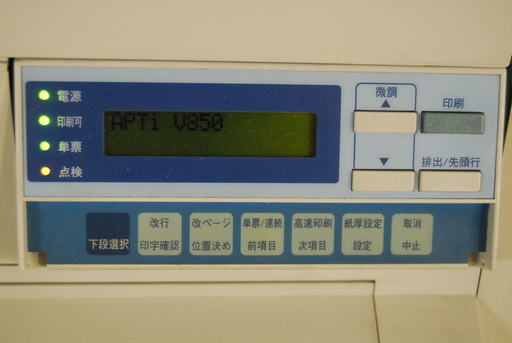 電源
印刷可
単票
点検
APTi V850
微調
▲
▼
印刷
排出/先頭行
下段選択
改行
印字確認
改ページ
位置決め
単票/連続
前項目
高速印刷
次項目
紙厚設定
設定
取消
中止